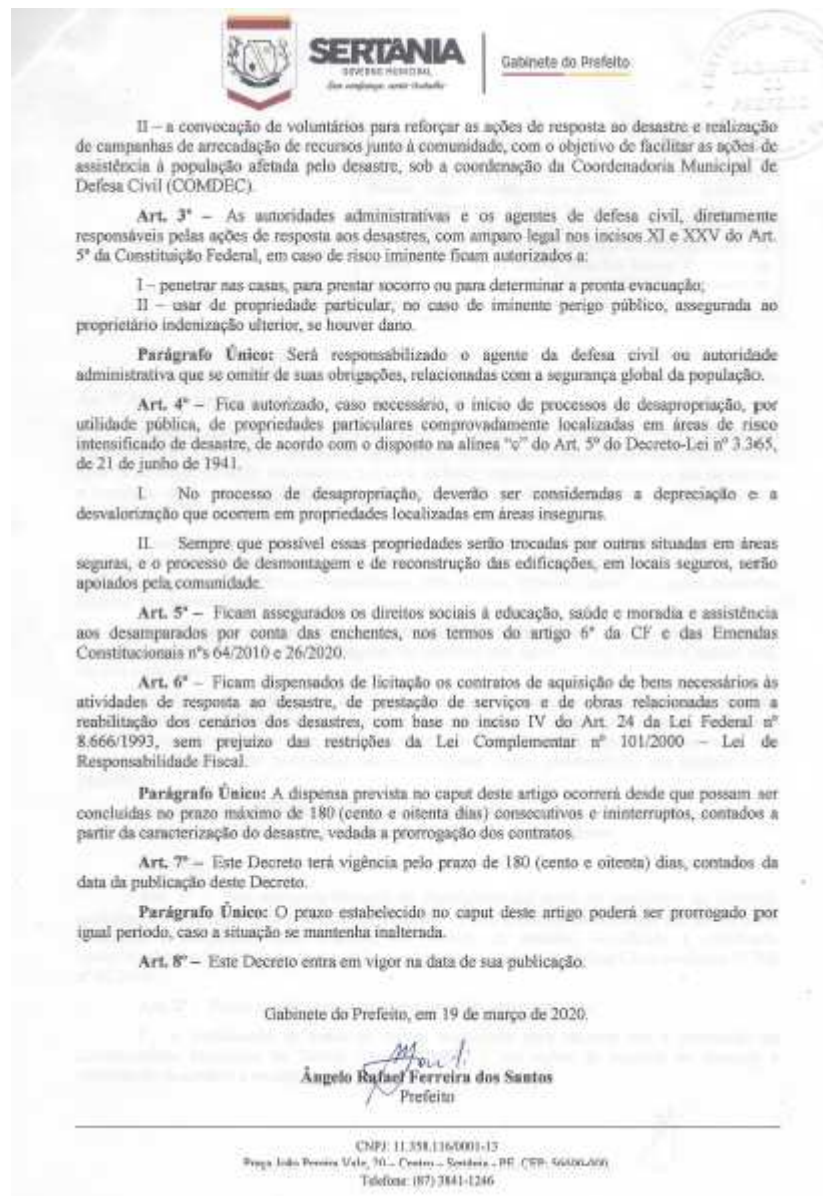 SERTÂNIA
GOVERNO MUNICIPAL
Gabinete do Prefeito
II – a convocação de voluntários para reforçar as ações de resposta ao desastre e realização
de campanhas de arrecadação de recursos junto à comunidade, com o objetivo de facilitar as ações de
assistência à população afetada pelo desastre, sob a coordenação da Coordenadoria Municipal de
Defesa Civil (COMDEC).
Art. 3º – As autoridades administrativas e os agentes de defesa civil, diretamente
responsáveis pelas ações de resposta aos desastres, com amparo legal nos incisos XI e XXV do Art.
5º da Constituição Federal, em caso de risco iminente ficam autorizados a:
I – penetrar nas casas, para prestar socorro ou para determinar a pronta evacuação;
II – usar de propriedade particular, no caso de iminente perigo público, assegurada ao
proprietário indenização ulterior, se houver dano.
Parágrafo Único: Será responsabilizado o agente da defesa civil ou autoridade
administrativa que se omitir de suas obrigações, relacionadas com a segurança global da população.
Art. 4º – Fica autorizado, caso necessário, o início de processos de desapropriação, por
utilidade pública, de propriedades particulares comprovadamente localizadas em áreas de risco
intensificado de desastre, de acordo com o disposto na alínea "c" do Art. 5º do Decreto-Lei nº 3.365,
de 21 de junho de 1941.
I. No processo de desapropriação, deverão ser consideradas a depreciação e a
desvalorização que ocorrem em propriedades localizadas em áreas inseguras.
II. Sempre que possível essas propriedades serão trocadas por outras situadas em áreas
seguras, e o processo de desmontagem e de reconstrução das edificações, em locais seguros, serão
apoiados pela comunidade.
Art. 5º – Ficam assegurados os direitos sociais à educação, saúde e moradia e assistência
aos desamparados por conta das enchentes, nos termos do artigo 6º da CF e das Emendas
Constitucionais nºs 64/2010 e 26/2020.
Art. 6º – Ficam dispensados de licitação os contratos de aquisição de bens necessários às
atividades de resposta ao desastre, de prestação de serviços e de obras relacionadas com a
reabilitação dos cenários dos desastres, com base no inciso IV do Art. 24 da Lei Federal nº
8.666/1993, sem prejuízo das restrições da Lei Complementar nº 101/2000 – Lei de
Responsabilidade Fiscal.
Parágrafo Único: A dispensa prevista no caput deste artigo ocorrerá desde que possam ser
concluídas no prazo máximo de 180 (cento e oitenta dias) consecutivos e ininterruptos, contados a
partir da caracterização do desastre, vedada a prorrogação dos contratos.
Art. 7º – Este Decreto terá vigência pelo prazo de 180 (cento e oitenta) dias, contados da
data da publicação deste Decreto.
Parágrafo Único: O prazo estabelecido no caput deste artigo poderá ser prorrogado por
igual período, caso a situação se mantenha inalterada.
Art. 8º – Este Decreto entra em vigor na data de sua publicação.
Gabinete do Prefeito, em 19 de março de 2020.
Ângelo Rafael Ferreira dos Santos
Prefeito
CNPJ: 11.358.116/0001-13
Praça João Pereira Vale, 20 – Centro – Sertânia - PE, CEP: 56600-000
Telefone: (87) 3841-1246